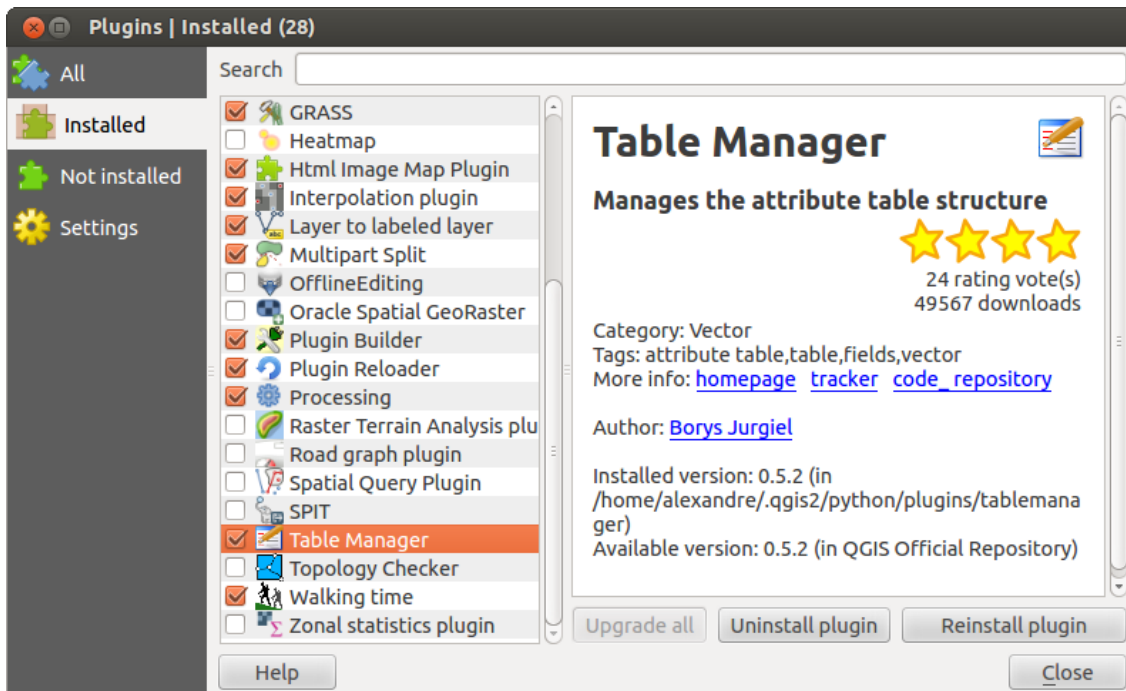 Plugins | Installed (28)
All
Installed
Not installed
Settings
Search
GRASS
Heatmap
Html Image Map Plugin
Interpolation plugin
Layer to labeled layer
Multipart Split
OfflineEditing
Oracle Spatial GeoRaster
Plugin Builder
Plugin Reloader
Processing
Raster Terrain Analysis plu
Road graph plugin
Spatial Query Plugin
SPIT
Table Manager
Topology Checker
Walking time
Zonal statistics plugin
Table Manager
Manages the attribute table structure
24 rating vote(s)
49567 downloads
Category: Vector
Tags: attribute table,table,fields,vector
More info: homepage tracker code_repository
Author: Borys Jurgiel
Installed version: 0.5.2 (in
/home/alexandre/.qgis2/python/plugins/tablemana
ger)
Available version: 0.5.2 (in QGIS Official Repository)
Upgrade all Uninstall plugin Reinstall plugin
Help Close